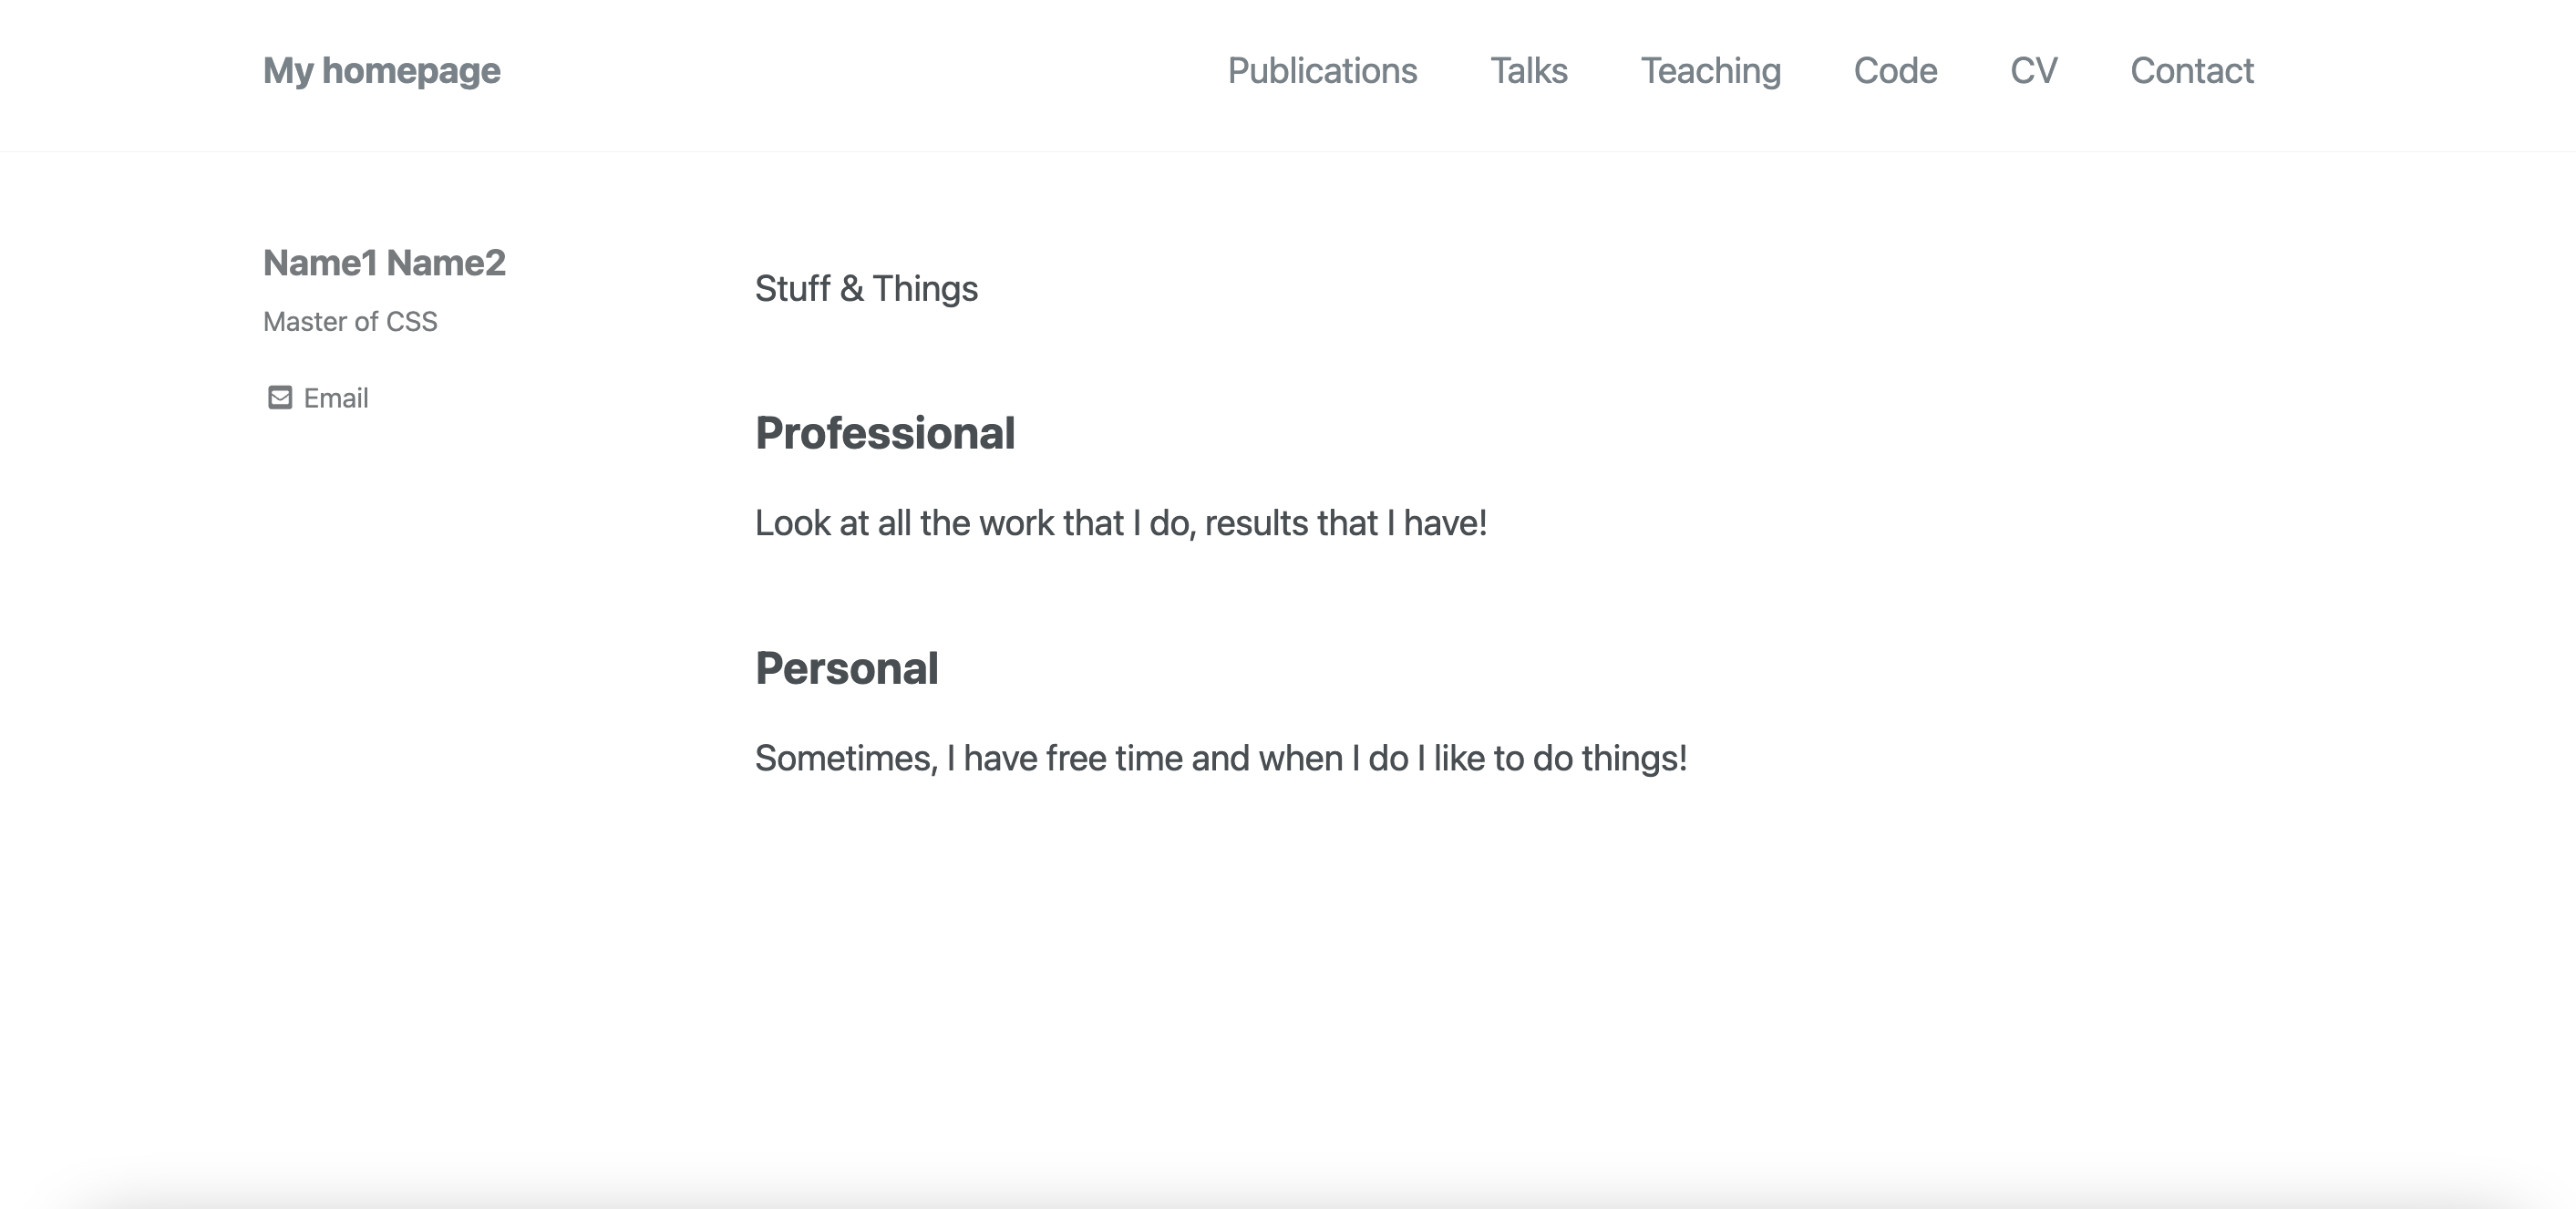 My homepage
Publications Talks Teaching Code CV Contact
Name1 Name2
Master of CSS
Email
Stuff & Things
Professional
Look at all the work that I do, results that I have!
Personal
Sometimes, I have free time and when I do I like to do things!